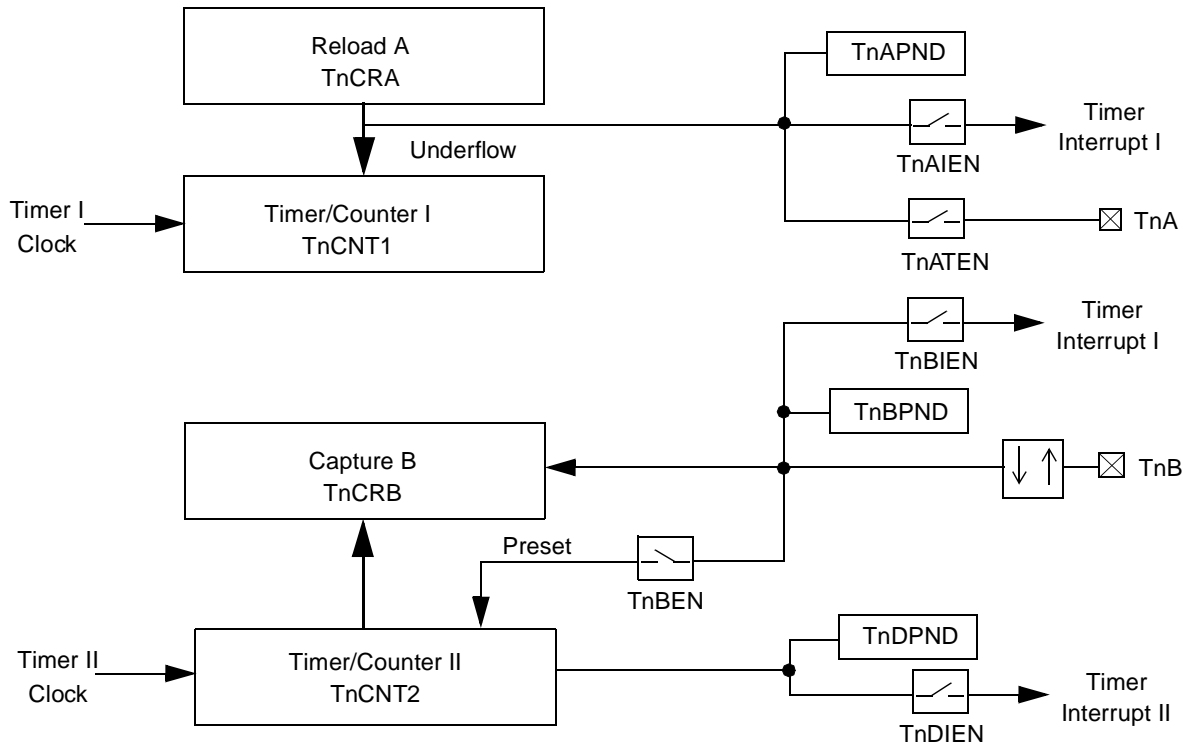 Reload A
TnCRA
TnAPND
Timer
Interrupt I
TnAIEN
Underflow
Timer I
Clock
Timer/Counter I
TnCNT1
TnA
TnATEN
Timer
Interrupt I
TnBIEN
TnBPND
Capture B
TnCRB
TnB
Preset
TnBEN
TnDPND
Timer II
Clock
Timer/Counter II
TnCNT2
Timer
Interrupt II
TnDIEN